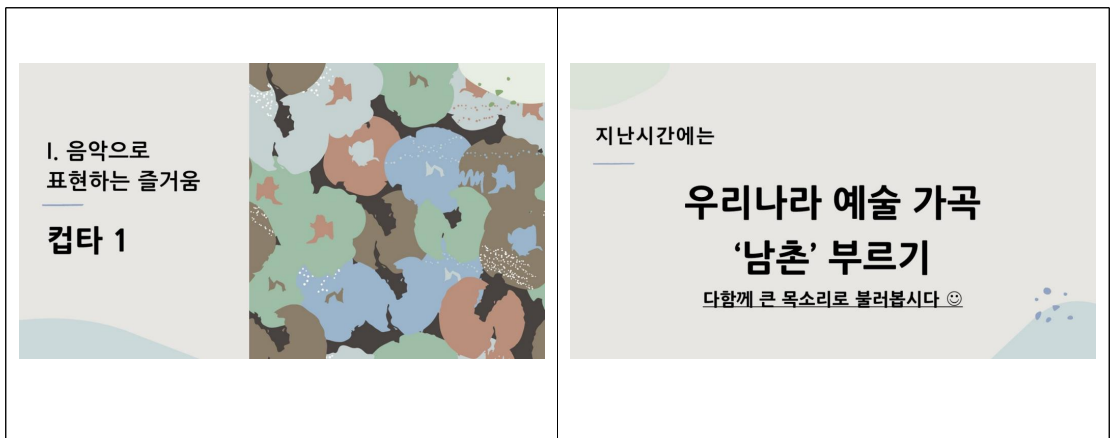 I. 음악으로
표현하는 즐거움
컵타 1
지난시간에는
우리나라 예술 가곡
‘남촌’ 부르기
다함께 큰 목소리로 불러봅시다 ☺